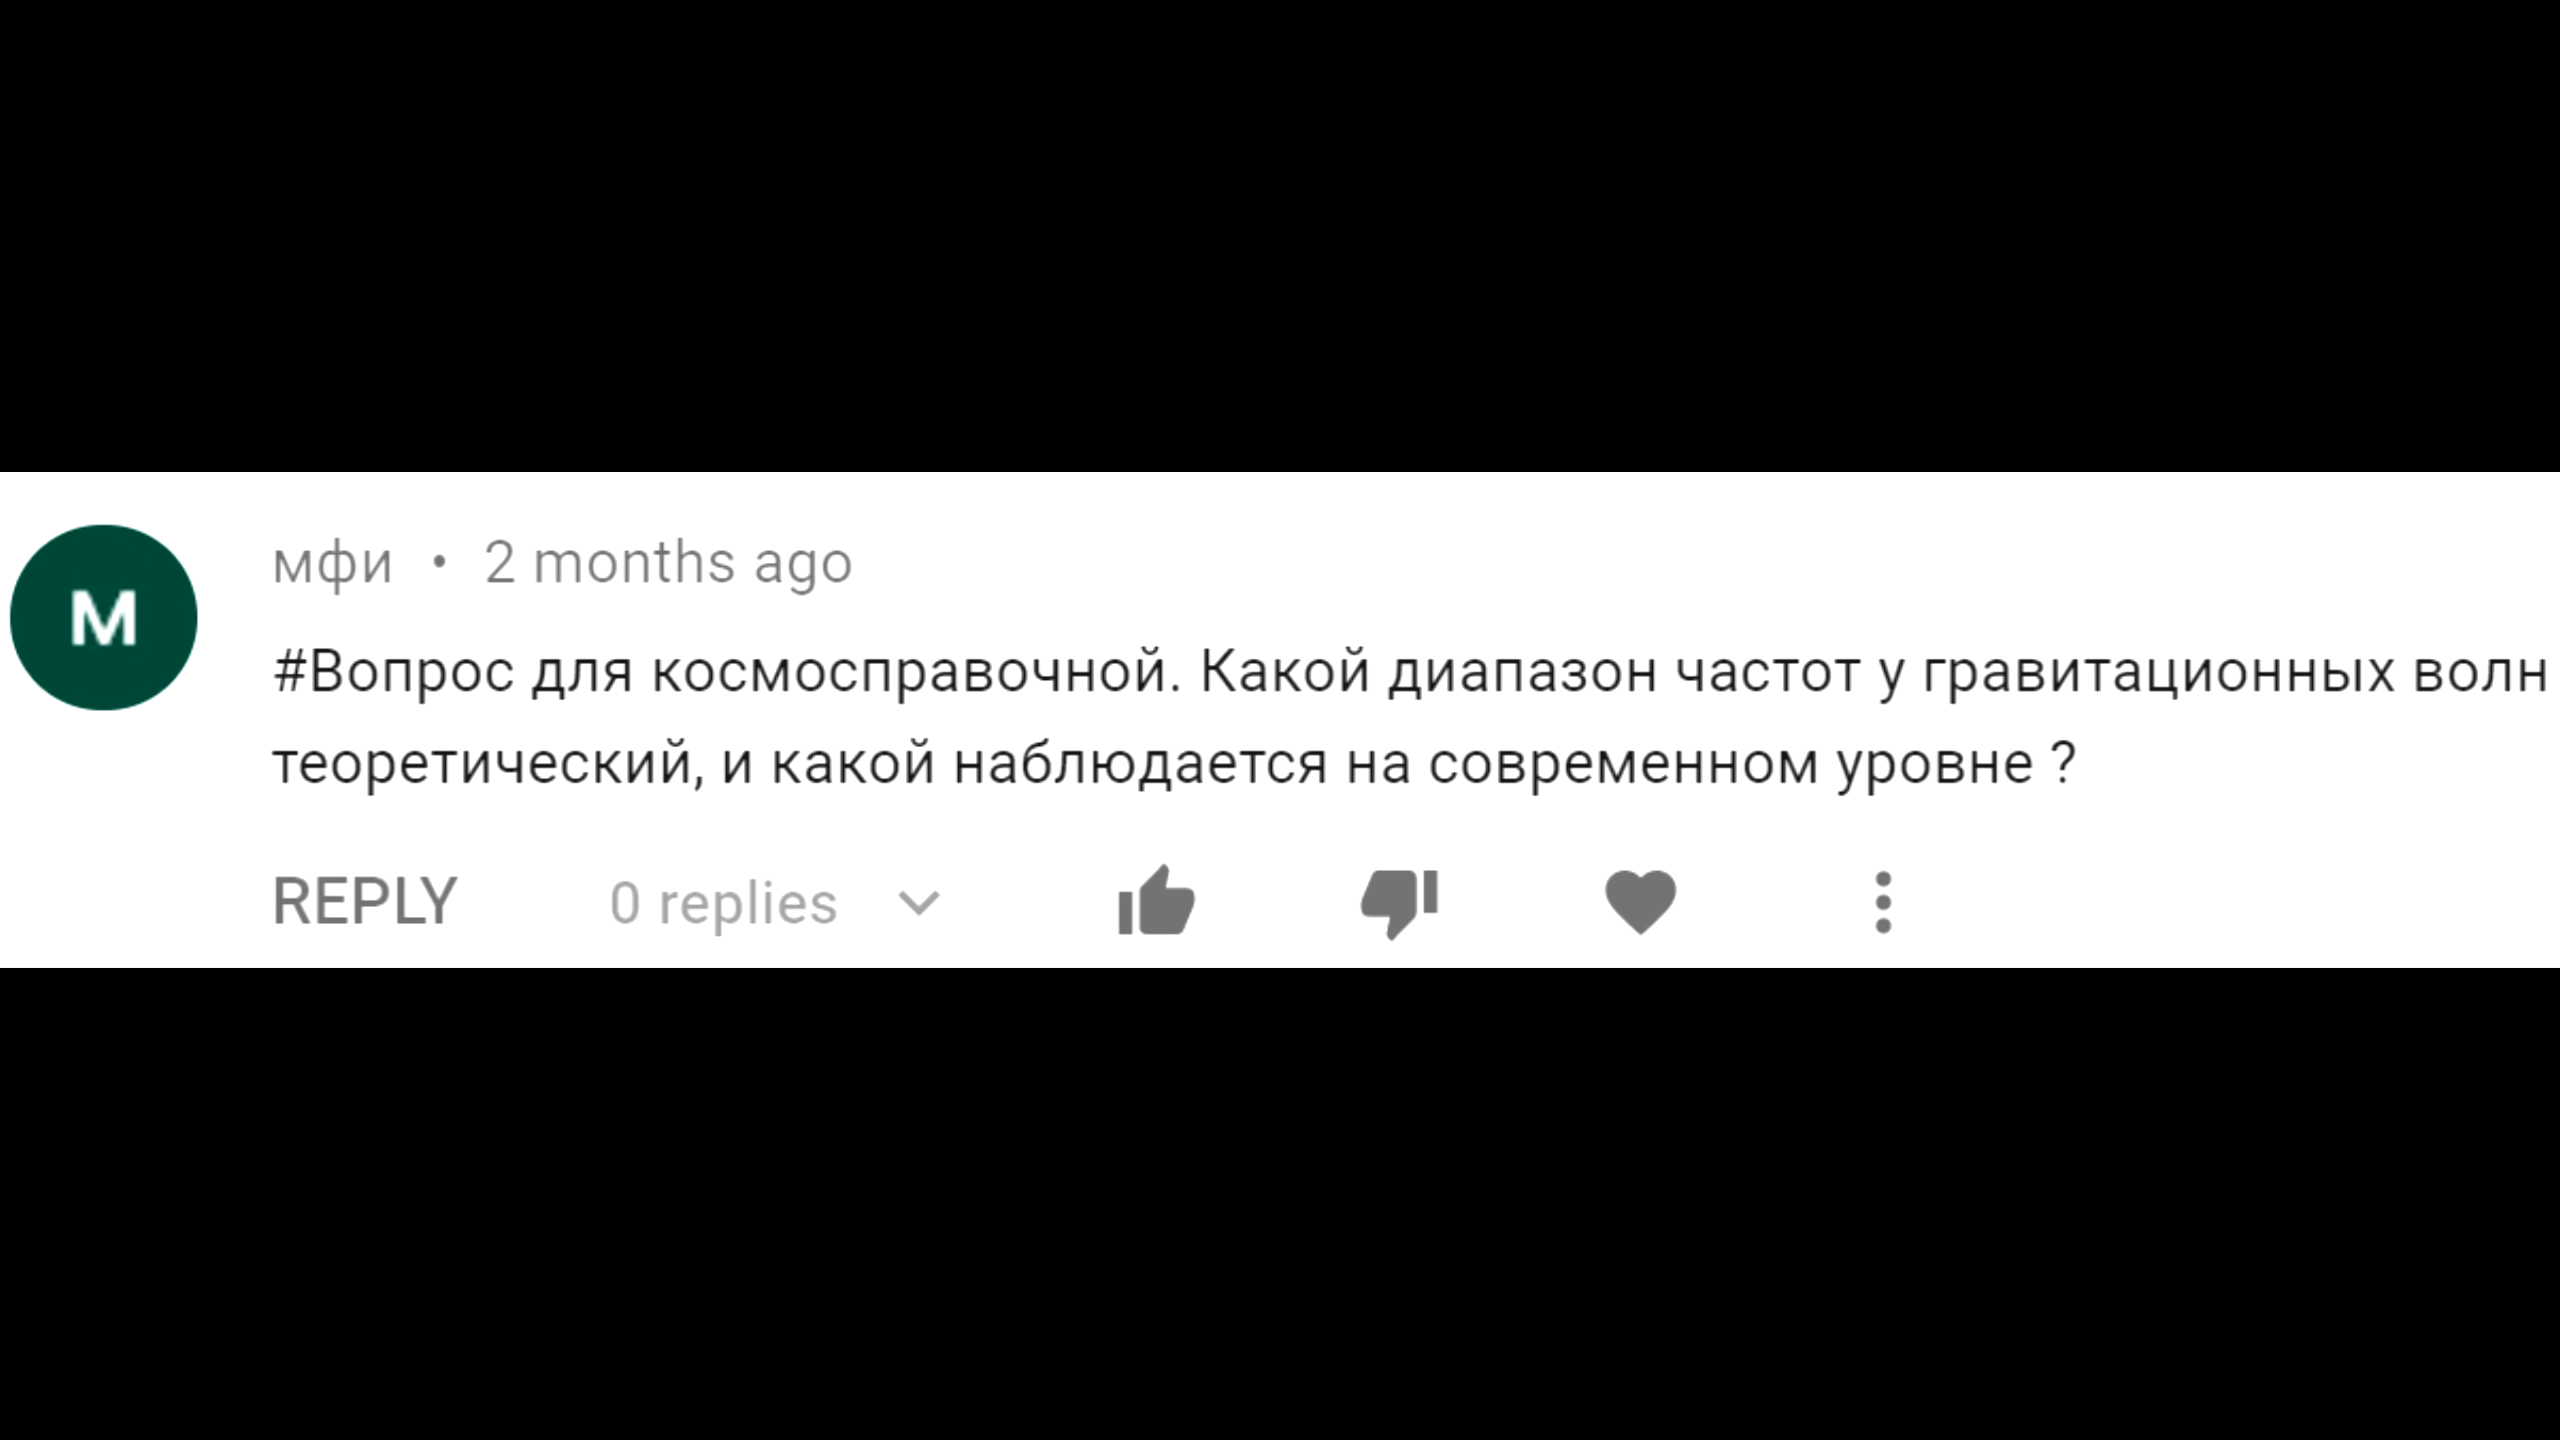 М
мфи • 2 months ago
#Вопрос для космосправочной. Какой диапазон частот у гравитационных волн
теоретический, и какой наблюдается на современном уровне ?
REPLY 0 replies